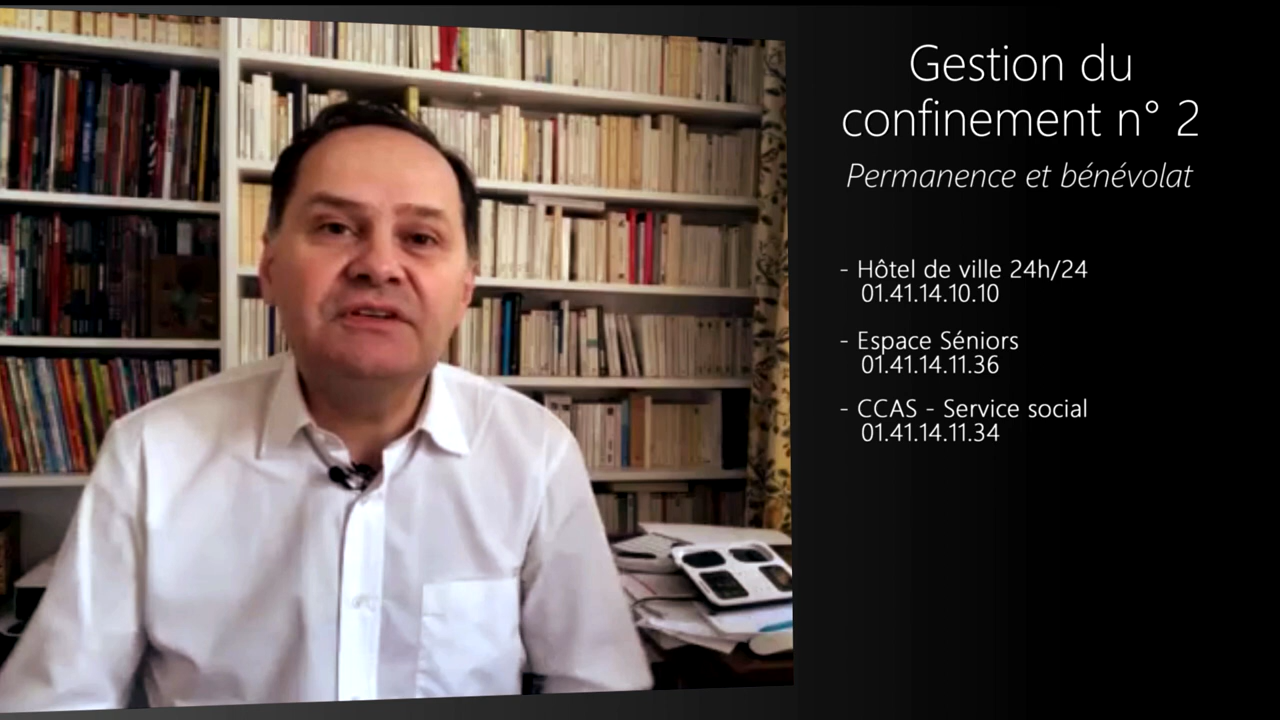 Gestion du
confinement n° 2
Permanence et bénévolat
- Hôtel de ville 24h/24
01.41.14.10.10
- Espace Séniors
01.41.14.11.36
- CCAS - Service social
01.41.14.11.34